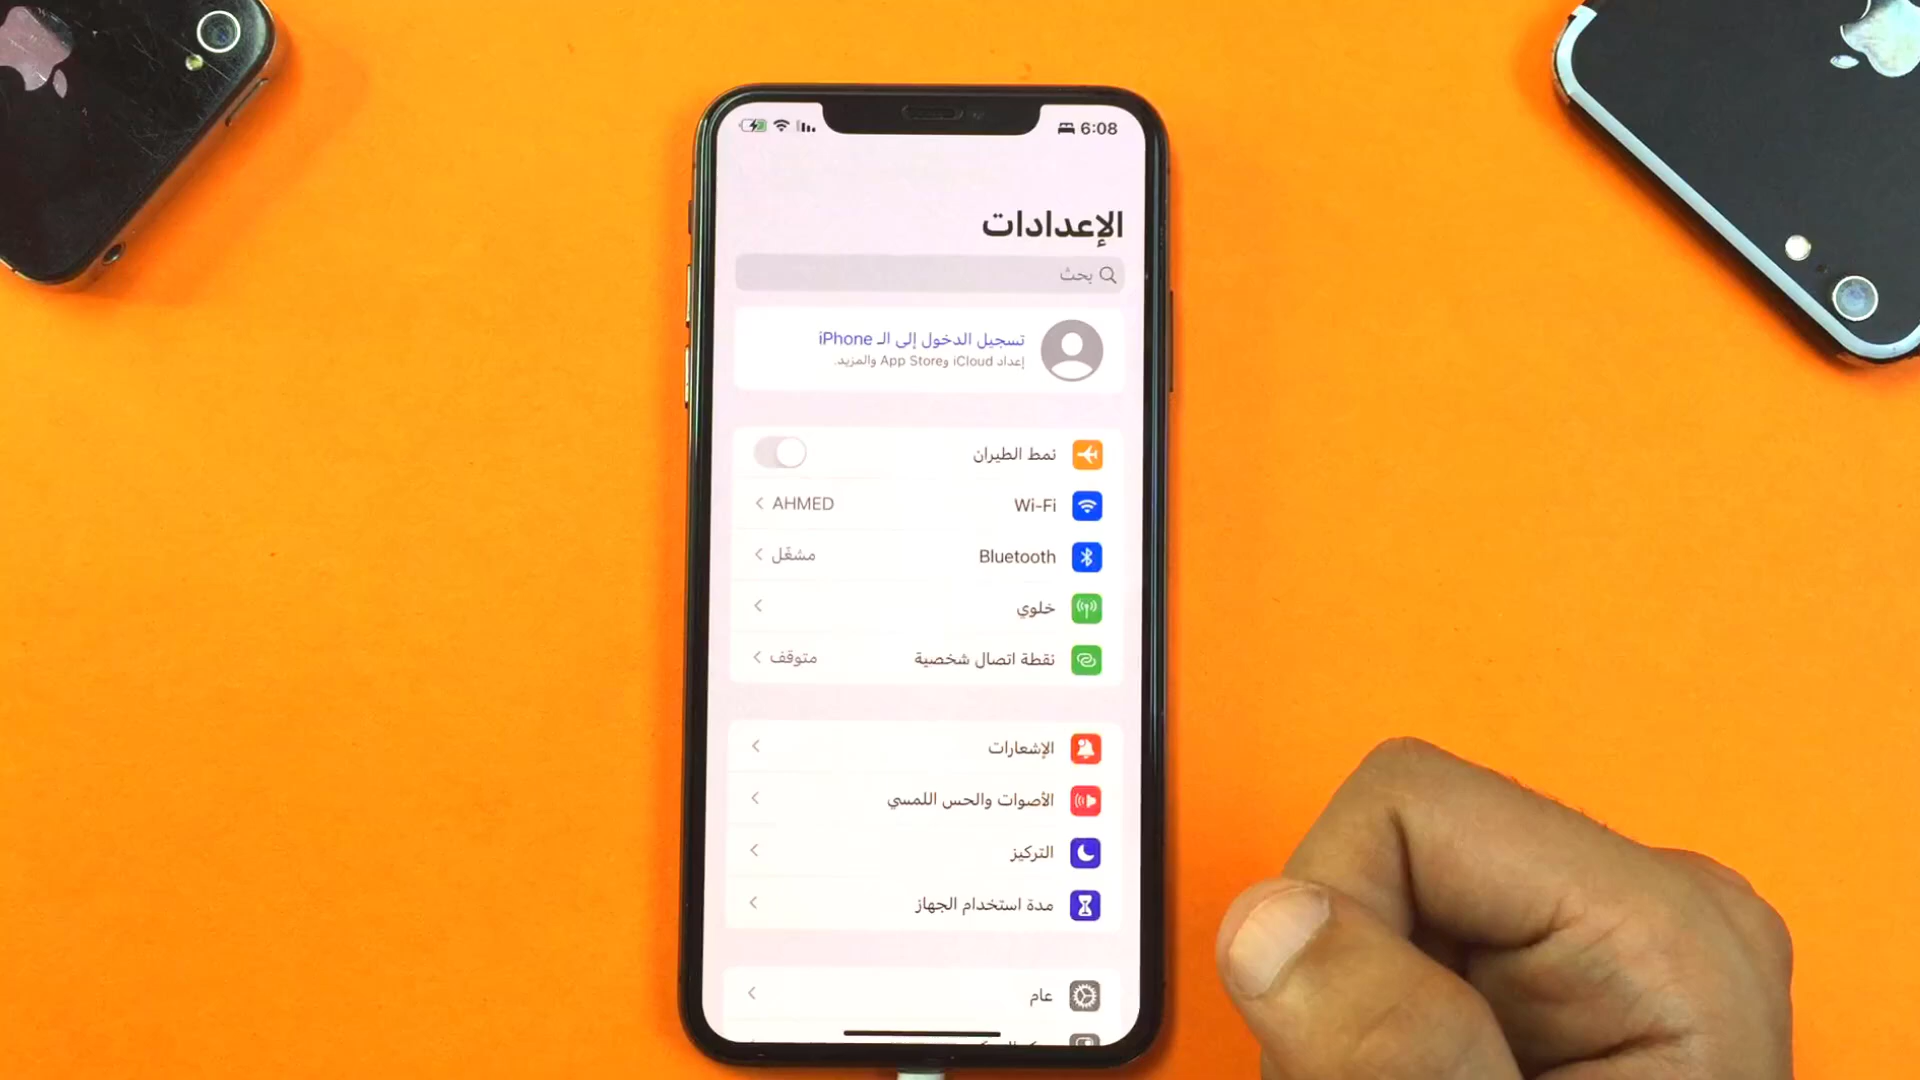 6:08
الإعدادات
بحث
تسجيل الدخول إلى الـ iPhone
إعداد iCloud وApp Store والمزيد.
نمط الطيران
Wi-Fi AHMED
Bluetooth مشغّل
خلوي
نقطة اتصال شخصية متوقف
الإشعارات
الأصوات والحس اللمسي
التركيز
مدة استخدام الجهاز
عام